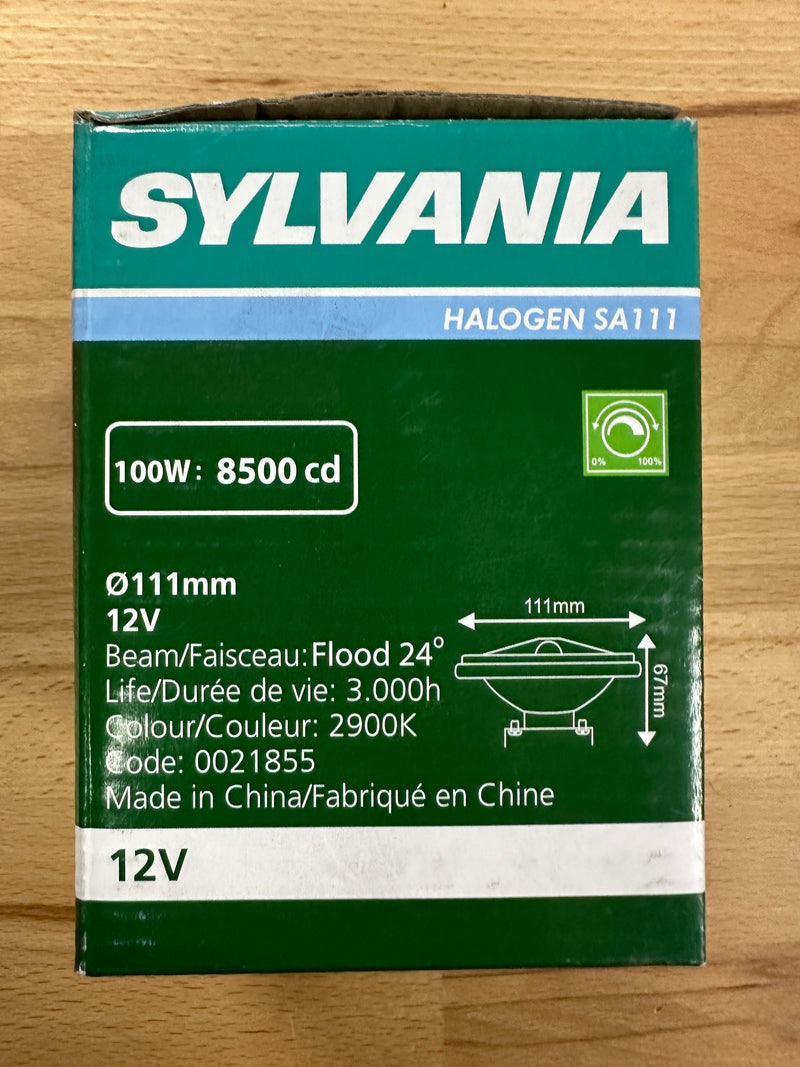 SYLVANIA
HALOGEN SA111
100W: 8500 cd
0% 100%
Ø111mm
12V
Beam/Faisceau: Flood 24°
Life/Durée de vie: 3.000h
Colour/Couleur: 2900K
Code: 0021855
Made in China/Fabriqué en Chine
111mm
67mm
12V